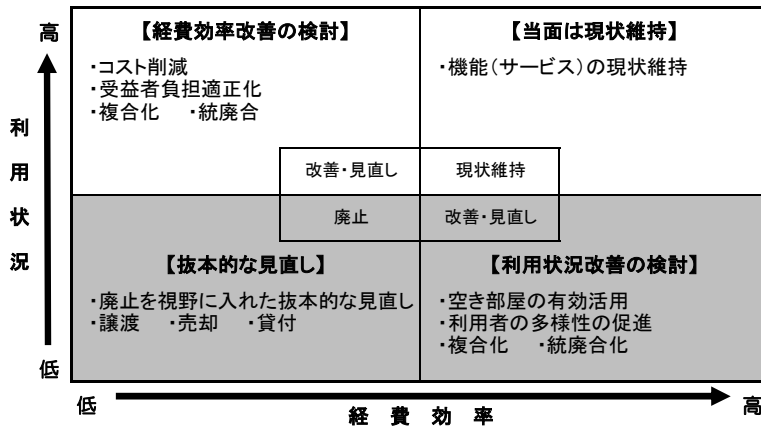 高
利用状況
低
【経費効率改善の検討】
・コスト削減
・受益者負担適正化
・複合化 ・統廃合
【当面は現状維持】
・機能（サービス）の現状維持
改善・見直し
現状維持
廃止
改善・見直し
【抜本的な見直し】
・廃止を視野に入れた抜本的な見直し
・譲渡 ・売却 ・貸付
【利用状況改善の検討】
・空き部屋の有効活用
・利用者の多様性の促進
・複合化 ・統廃合化
低
経費効率
高